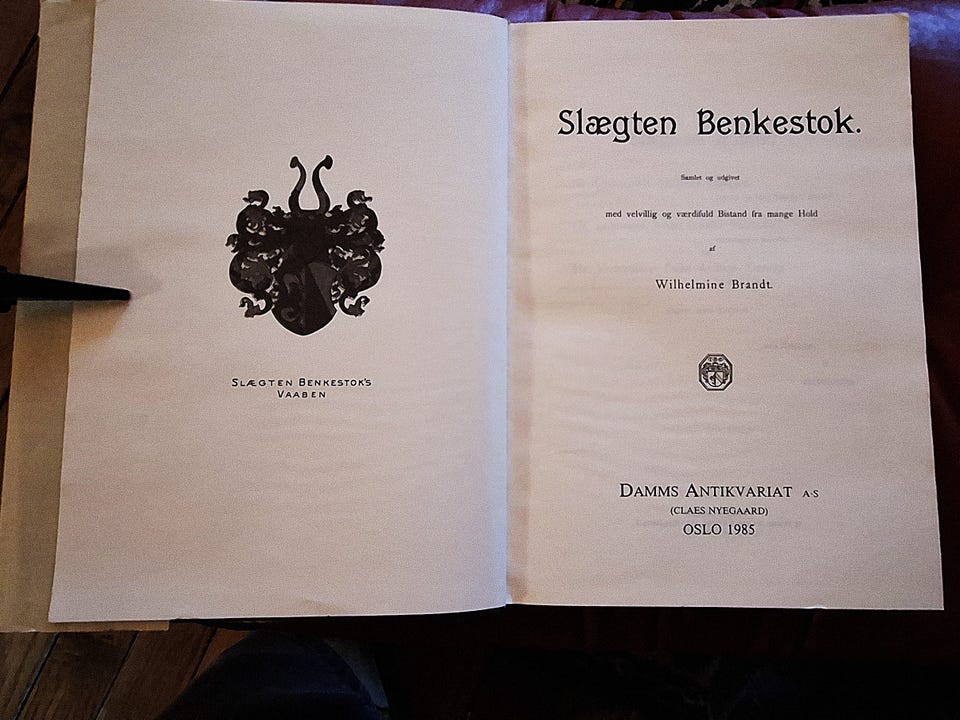 SLÆGTEN BENKESTOK'S
VAABEN
Slægten Benkestok.
Samlet og udgivet
med velvillig og værdifuld Bistand fra mange Hold
af
Wilhelmine Brandt.
DAMMS ANTIKVARIAT A·S
(CLAES NYEGAARD)
OSLO 1985